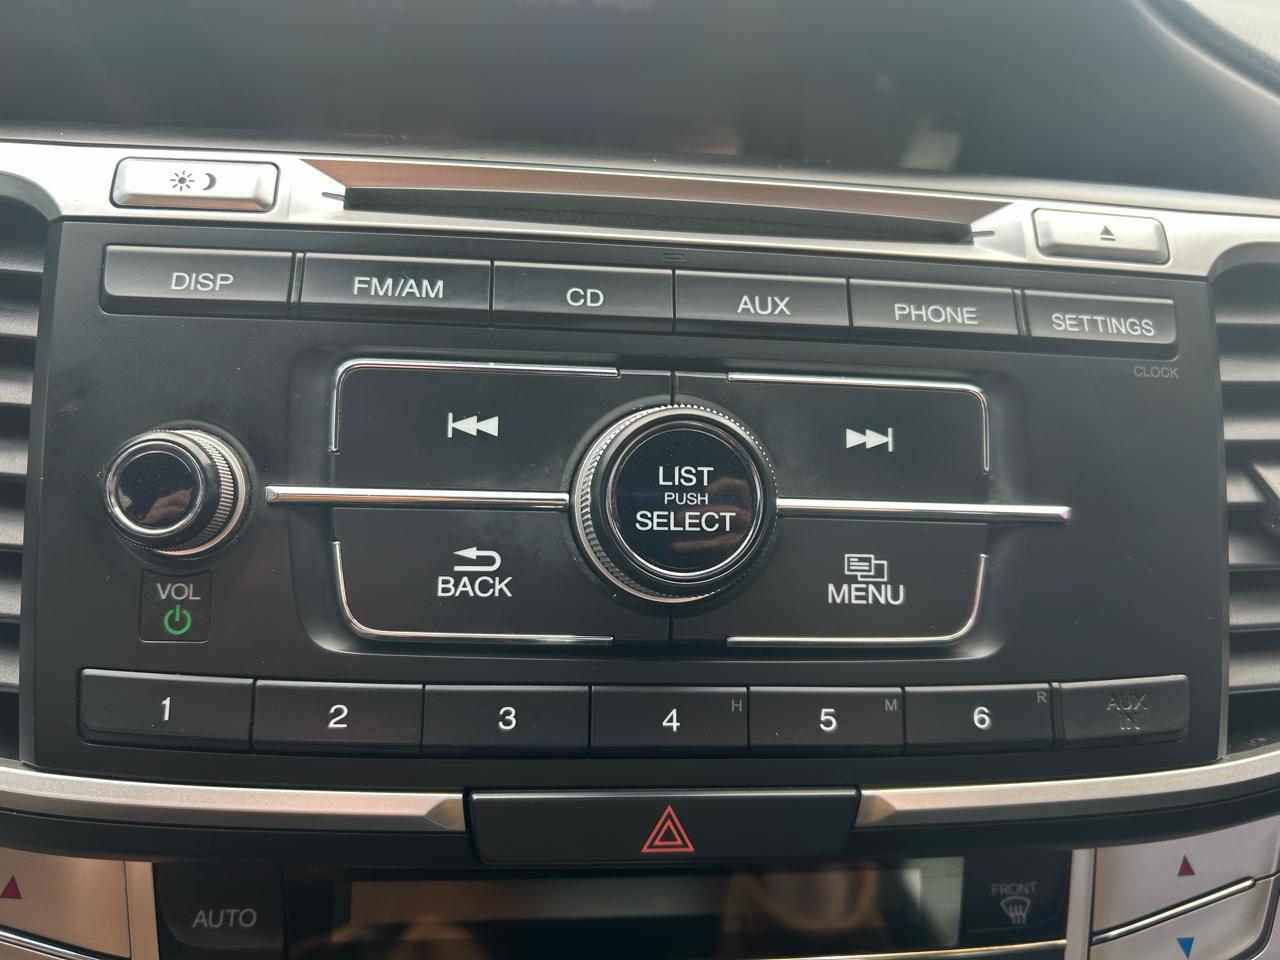 DISP
FM/AM
CD
AUX
PHONE
SETTINGS
CLOCK
LIST
PUSH
SELECT
BACK
MENU
VOL
1
2
3
4 H
5 M
6 R
AUX
IN
AUTO
FRONT